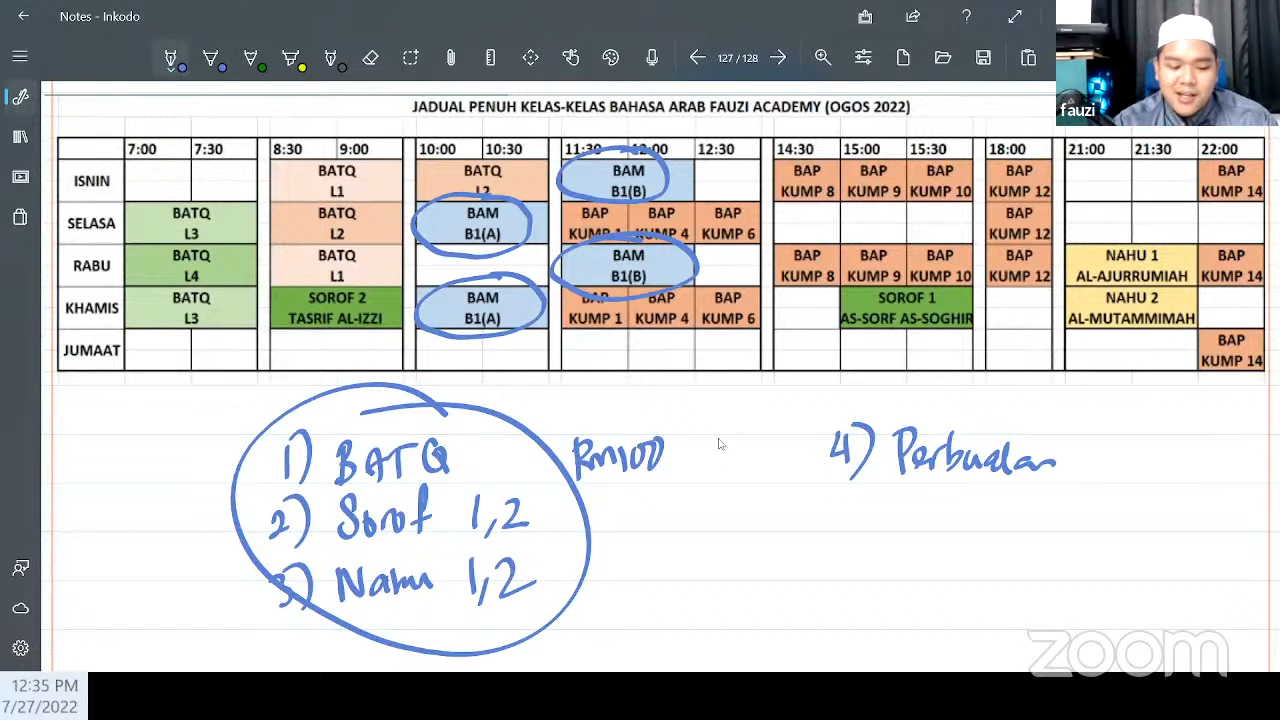 Notes - Inkodo
127 / 128
fauzi
JADUAL PENUH KELAS-KELAS BAHASA ARAB FAUZI ACADEMY (OGOS 2022)
7:00 7:30 8:30 9:00 10:00 10:30 11:30 12:00 12:30 14:30 15:00 15:30 18:00 21:00 21:30 22:00
ISNIN
BATQ BATQ BAM BAP BAP BAP BAP BAP
L1 L2 B1(B) KUMP 8 KUMP 9 KUMP 10 KUMP 12 KUMP 14
SELASA
BATQ BATQ BAM BAP BAP BAP BAP
L3 L2 B1(A) KUMP 1 KUMP 4 KUMP 6 KUMP 12
RABU
BATQ BATQ BAM BAP BAP BAP BAP NAHU 1 BAP
L4 L1 B1(B) KUMP 8 KUMP 9 KUMP 10 KUMP 12 AL-AJURRUMIAH KUMP 14
KHAMIS
BATQ SOROF 2 BAM BAP BAP BAP SOROF 1 NAHU 2
L3 TASRIF AL-IZZI B1(A) KUMP 1 KUMP 4 KUMP 6 AS-SORF AS-SOGHIR AL-MUTAMMIMAH
JUMAAT
BAP
KUMP 14
1) BATQ RM100 4) Perbualan
2) Sorof 1,2
3) Nahu 1,2
zoom
12:35 PM
7/27/2022